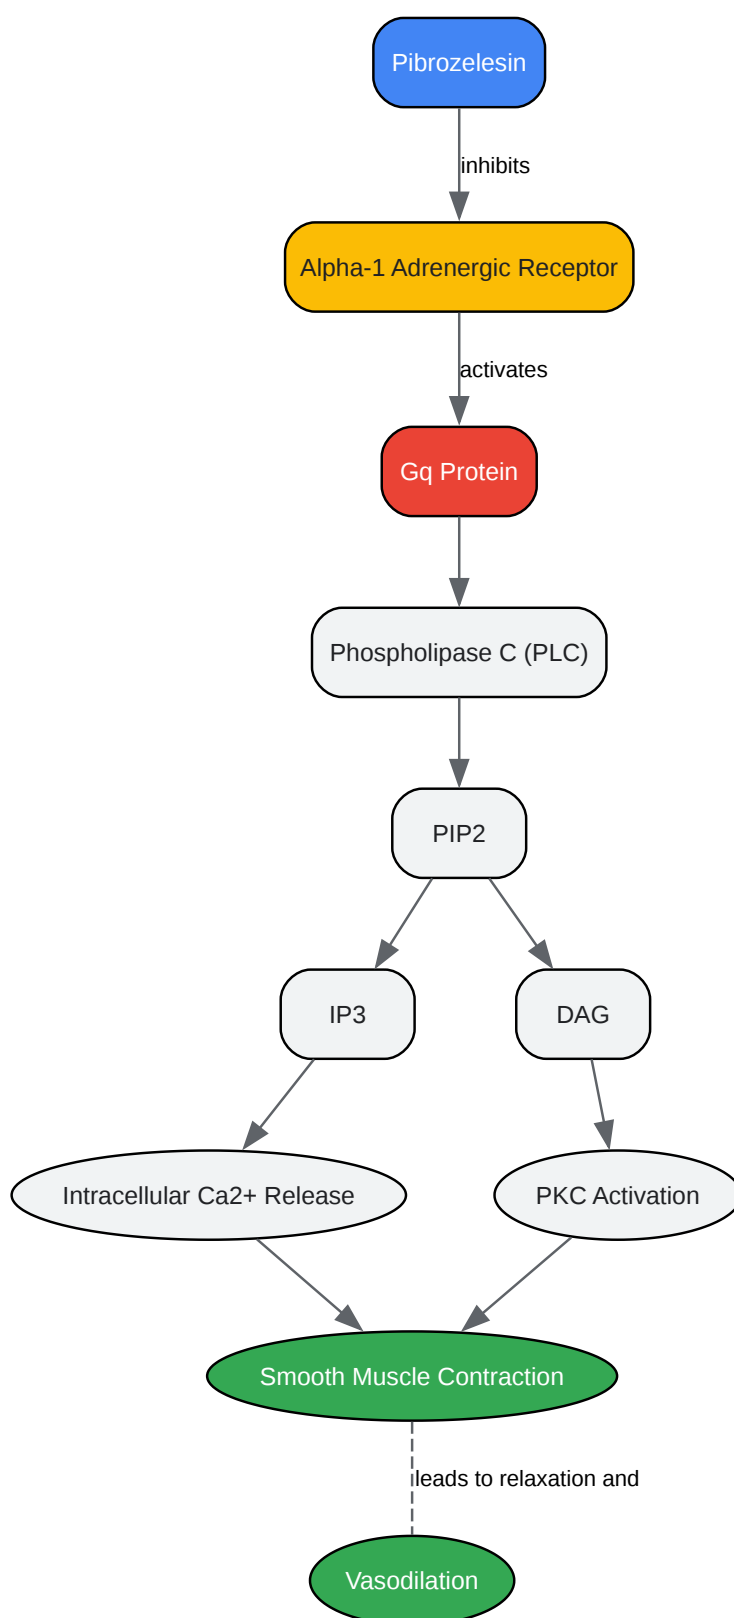 Pibrozelesin
inhibits
Alpha-1 Adrenergic Receptor
activates
Gq Protein
Phospholipase C (PLC)
PIP2
IP3
DAG
Intracellular Ca2+ Release
PKC Activation
Smooth Muscle Contraction
leads to relaxation and
Vasodilation